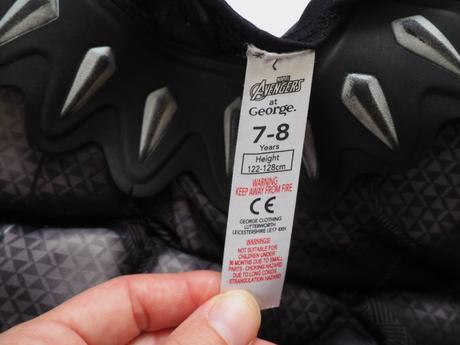 MARVEL
AVENGERS
at
George.
7-8
Years
Height
122-128cm
WARNING
KEEP AWAY FROM FIRE
CE
GEORGE CLOTHING
LUTTERWORTH
LEICESTERSHIRE LE17 4XH
WARNING
NOT SUITABLE FOR
CHILDREN UNDER
36 MONTHS DUE TO SMALL
PARTS - CHOKING HAZARD
DUE TO LONG CORDS
STRANGULATION HAZARD